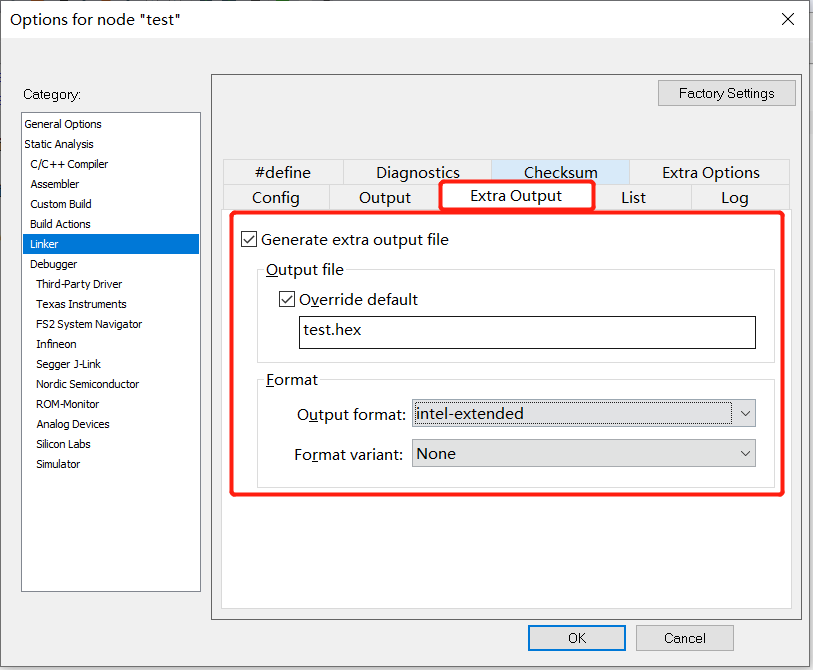 Options for node "test"
Category:
General Options
Static Analysis
C/C++ Compiler
Assembler
Custom Build
Build Actions
Linker
Debugger
Third-Party Driver
Texas Instruments
FS2 System Navigator
Infineon
Segger J-Link
Nordic Semiconductor
ROM-Monitor
Analog Devices
Silicon Labs
Simulator
Factory Settings
#define Diagnostics Checksum Extra Options
Config Output Extra Output List Log
Generate extra output file
Output file
Override default
test.hex
Format
Output format: intel-extended
Format variant: None
OK Cancel